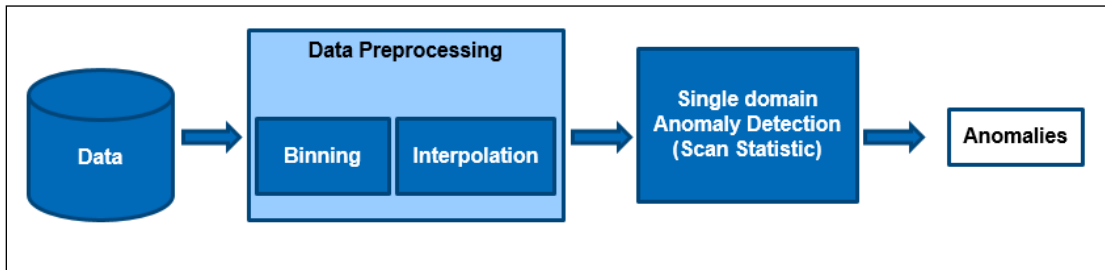 Data
Data Preprocessing
Binning
Interpolation
Single domain
Anomaly Detection
(Scan Statistic)
Anomalies